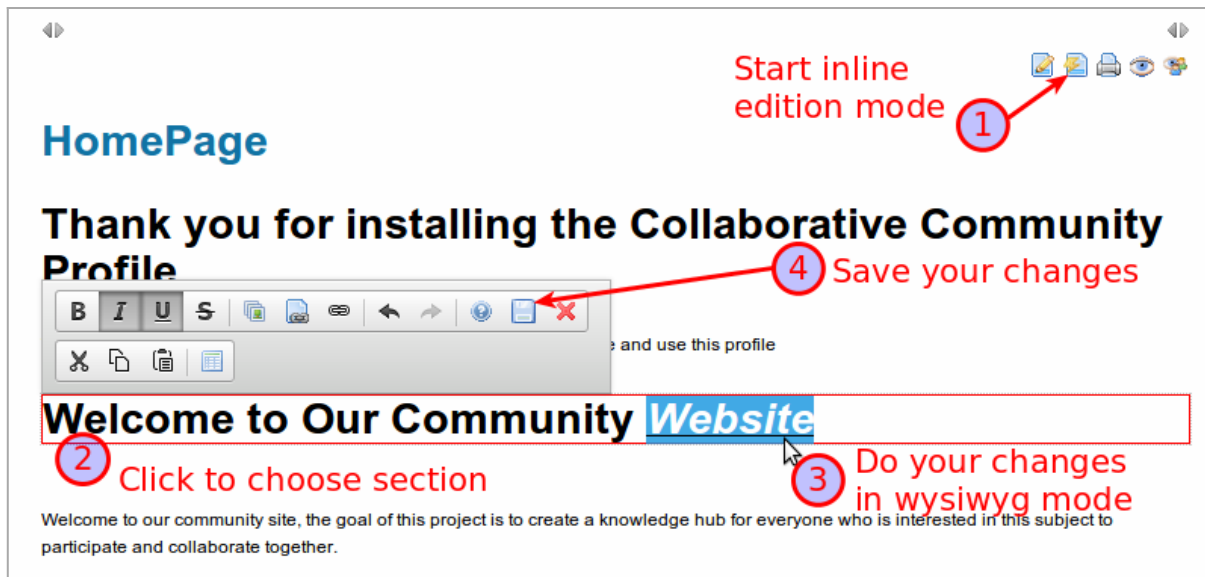 Start inline
edition mode
1
HomePage
Thank you for installing the Collaborative Community
Profile
4 Save your changes
B I U S
and use this profile
Welcome to Our Community Website
2 Click to choose section
3 Do your changes
in wysiwyg mode
Welcome to our community site, the goal of this project is to create a knowledge hub for everyone who is interested in this subject to
participate and collaborate together.